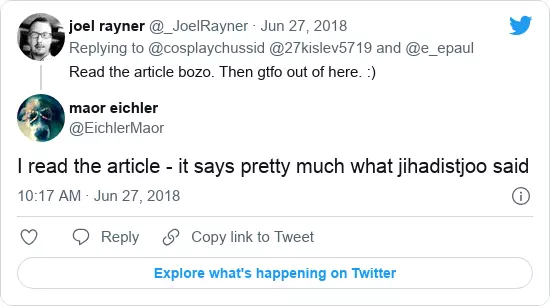 joel rayner @_JoelRayner · Jun 27, 2018
Replying to @cosplaychussid @27kislev5719 and @e_epaul
Read the article bozo. Then gtfo out of here. :)
maor eichler
@EichlerMaor
I read the article - it says pretty much what jihadistjoo said
10:17 AM · Jun 27, 2018
Reply
Copy link to Tweet
Explore what's happening on Twitter